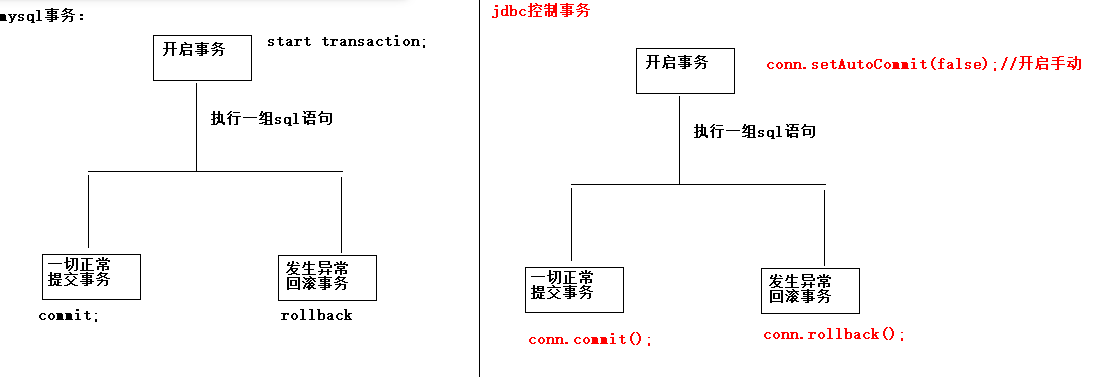 mysql事务:
开启事务
start transaction;
执行一组sql语句
一切正常
提交事务
发生异常
回滚事务
commit;
rollback
jdbc控制事务
开启事务
conn.setAutoCommit(false);//开启手动
执行一组sql语句
一切正常
提交事务
发生异常
回滚事务
conn.commit();
conn.rollback();